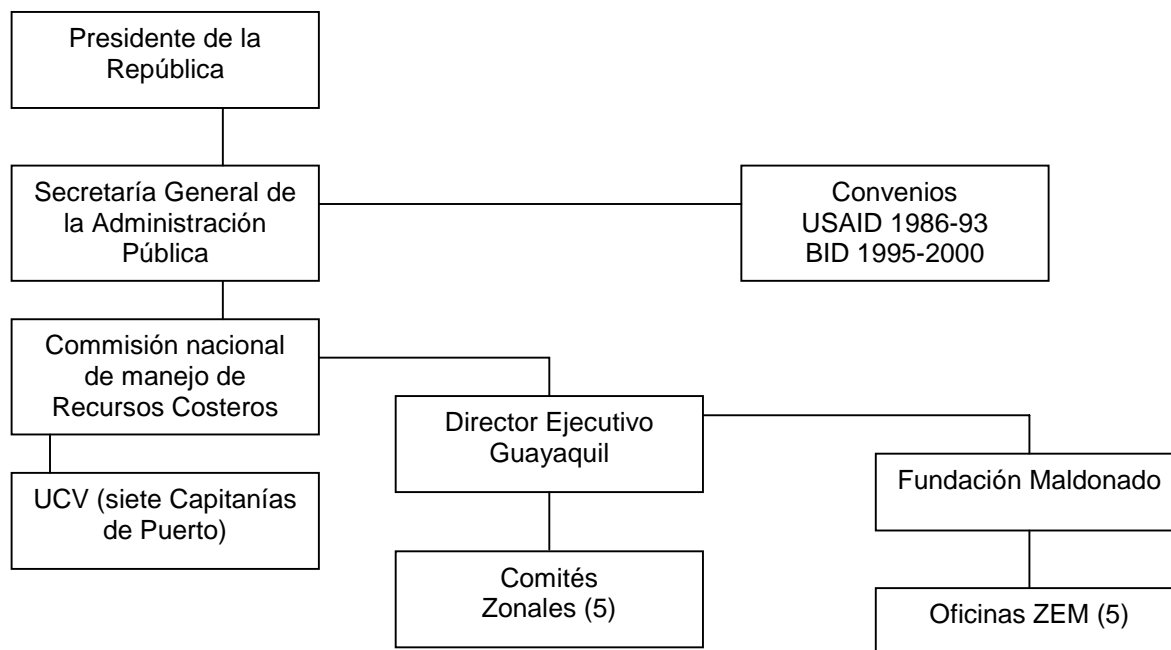 Presidente de la
República
Secretaría General de
la Administración
Pública
Convenios
USAID 1986-93
BID 1995-2000
Commisión nacional
de manejo de
Recursos Costeros
Director Ejecutivo
Guayaquil
Fundación Maldonado
UCV (siete Capitanías
de Puerto)
Comités
Zonales (5)
Oficinas ZEM (5)